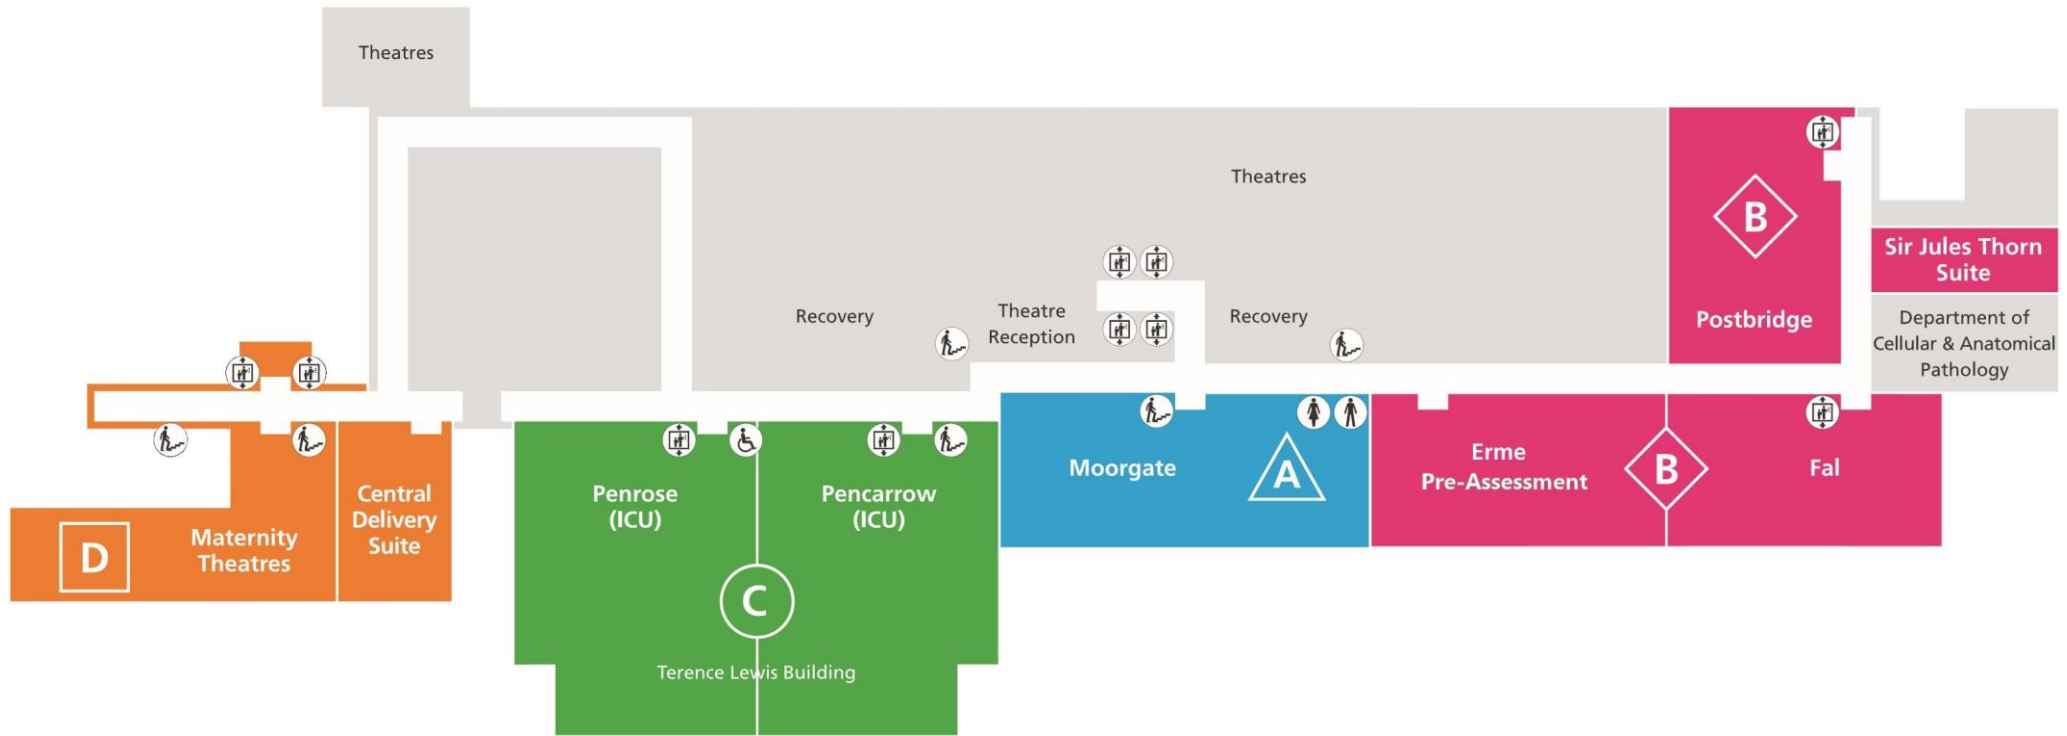 Theatres
Theatres
B
Sir Jules Thorn
Suite
Recovery
Theatre
Reception
Recovery
Postbridge
Department of
Cellular & Anatomical
Pathology
D
Maternity
Theatres
Central
Delivery
Suite
Penrose
(ICU)
Pencarrow
(ICU)
C
Terence Lewis Building
Moorgate
A
Erme
Pre-Assessment
B
Fal